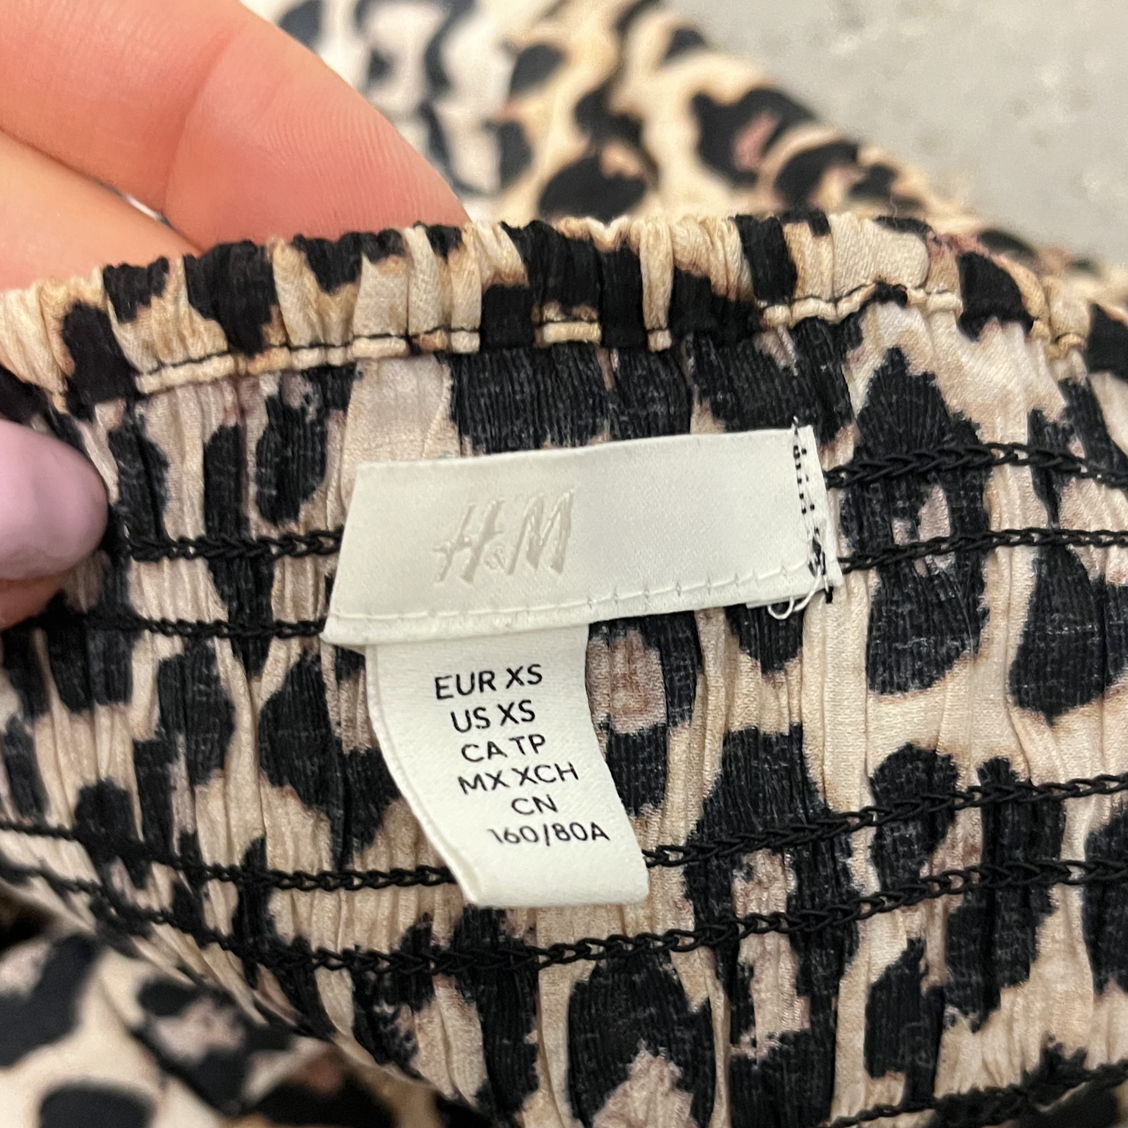 H&M
EUR XS
US XS
CA TP
MX XCH
CN
160/80A